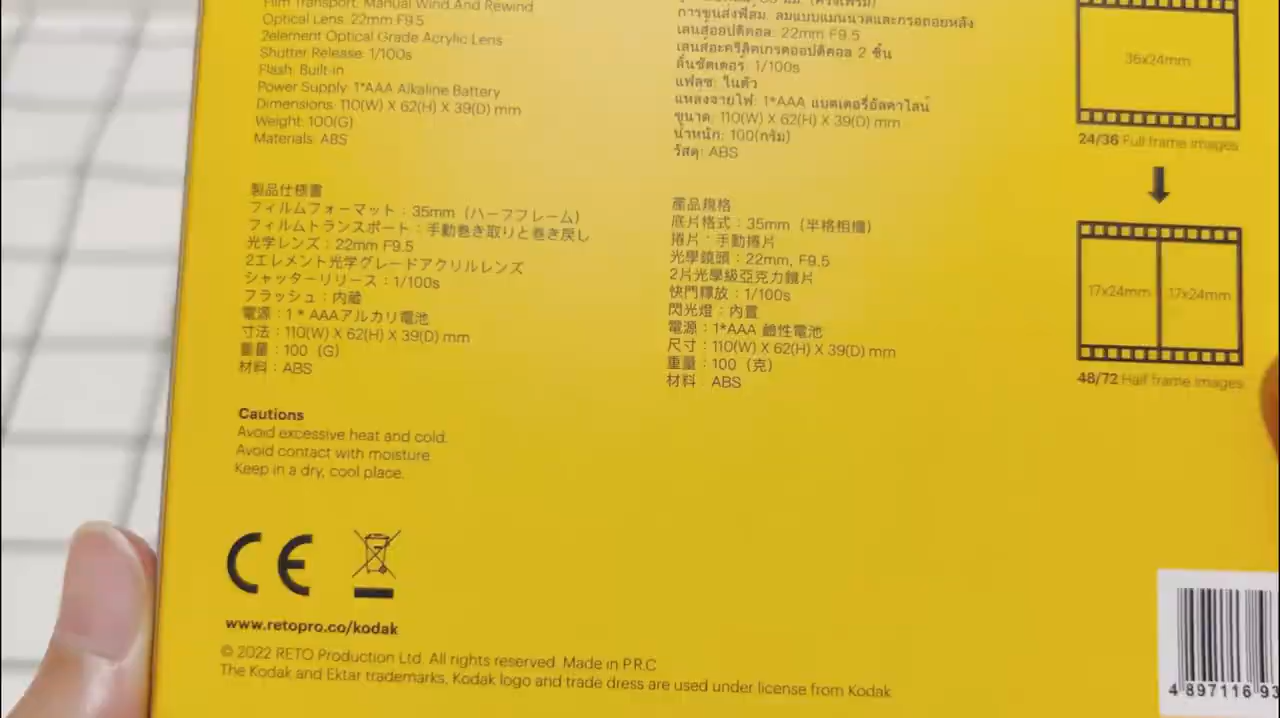 Film Transport: Manual Wind And Rewind
Optical Lens: 22mm F9.5
2element Optical Grade Acrylic Lens
Shutter Release: 1/100s
Flash: Built-in
Power Supply: 1*AAA Alkaline Battery
Dimensions: 110(W) X 62(H) X 39(D) mm
Weight: 100(G)
Materials: ABS
การขนส่งฟิล์ม: ลมแบบแมนนวลและกรอถอยหลัง
เลนส์ออปติคอล: 22mm F9.5
เลนส์อะคริลิคเกรดออปติคอล 2 ชิ้น
ลั่นชัตเตอร์: 1/100s
แฟลช: ในตัว
แหล่งจ่ายไฟ: 1*AAA แบตเตอรี่อัลคาไลน์
ขนาด: 110(W) X 62(H) X 39(D) mm
น้ำหนัก: 100(กรัม)
วัสดุ: ABS
製品仕様書
フィルムフォーマット：35mm（ハーフフレーム）
フィルムトランスポート：手動巻き取りと巻き戻し
光学レンズ：22mm F9.5
2エレメント光学グレードアクリルレンズ
シャッターリリース：1/100s
フラッシュ：内蔵
電源：1 * AAAアルカリ電池
寸法：110(W) X 62(H) X 39(D) mm
重量：100（G）
材料：ABS
產品規格
底片格式：35mm（半格相機）
捲片：手動捲片
光學鏡頭：22mm, F9.5
2片光學級亞克力鏡片
快門釋放：1/100s
閃光燈：內置
電源：1*AAA 鹼性電池
尺寸：110(W) X 62(H) X 39(D) mm
重量：100（克）
材料：ABS
36x24mm
24/36 Full frame images
17x24mm 17x24mm
48/72 Half frame images
Cautions
Avoid excessive heat and cold.
Avoid contact with moisture.
Keep in a dry, cool place.
CE
www.retopro.co/kodak
© 2022 RETO Production Ltd. All rights reserved. Made in P.R.C
The Kodak and Ektar trademarks, Kodak logo and trade dress are used under license from Kodak
4 897116 93